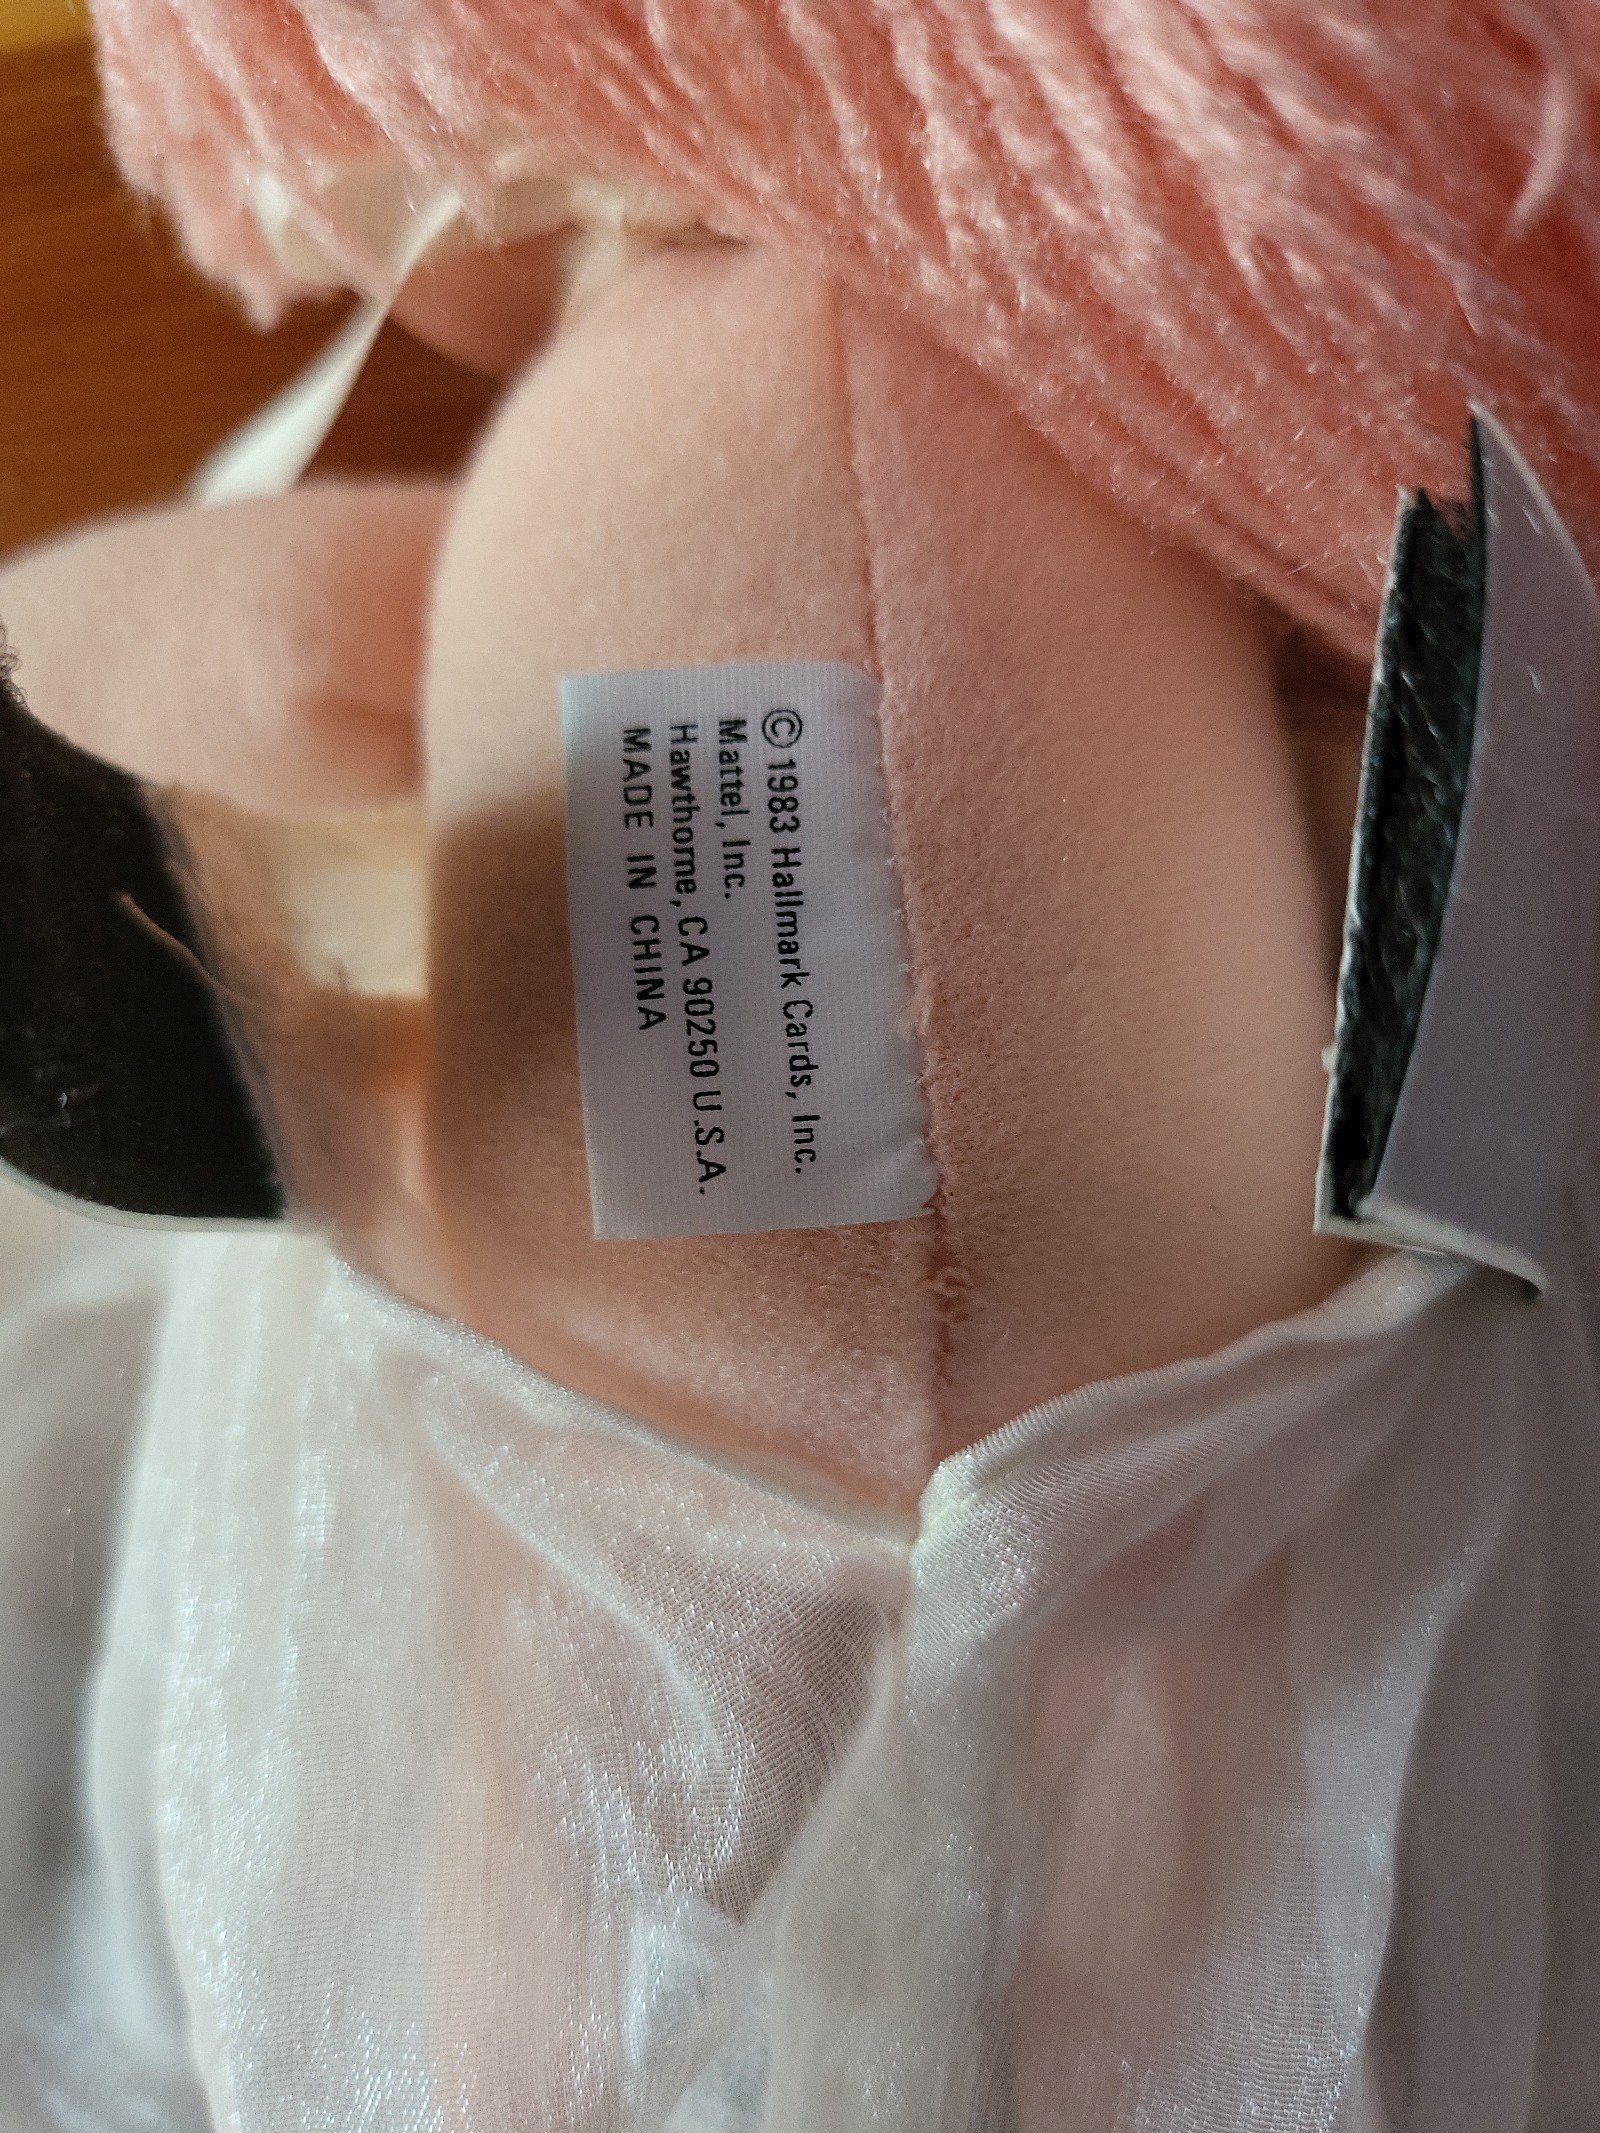 © 1983 Hallmark Cards, Inc.
Mattel, Inc.
Hawthorne, CA 90250 U.S.A.
MADE IN CHINA